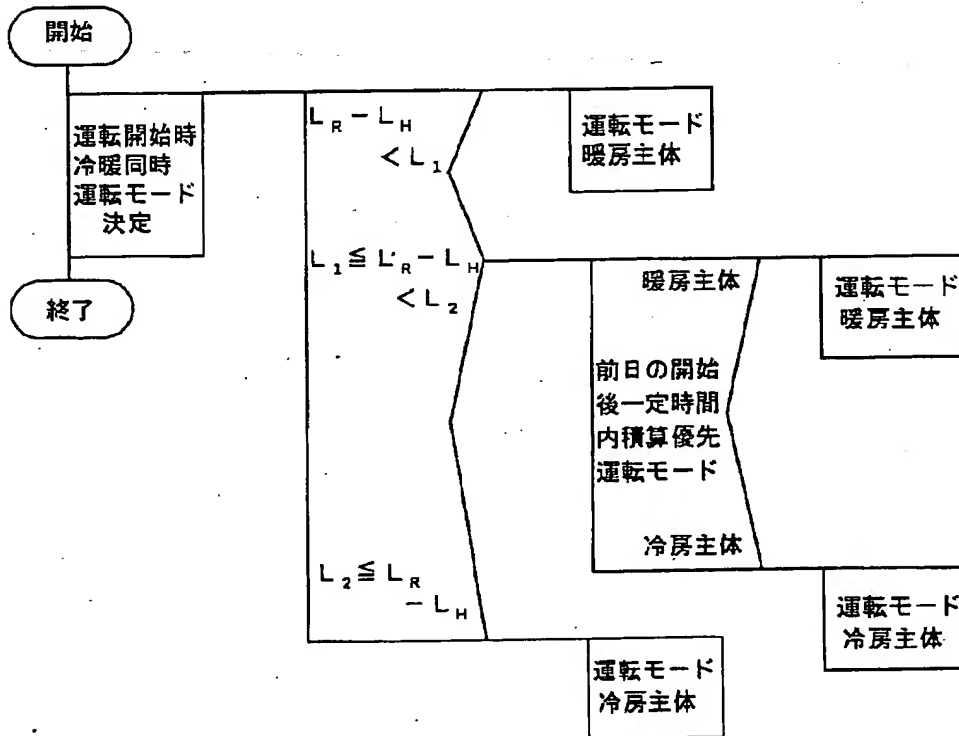 開始
運転開始時
冷暖同時
運転モード
決定
終了
L_R − L_H
< L_1
運転モード
暖房主体
L_1 ≦ L_R − L_H
< L_2
暖房主体
前日の開始
後一定時間
内積算優先
運転モード
冷房主体
運転モード
暖房主体
運転モード
冷房主体
L_2 ≦ L_R
− L_H
運転モード
冷房主体